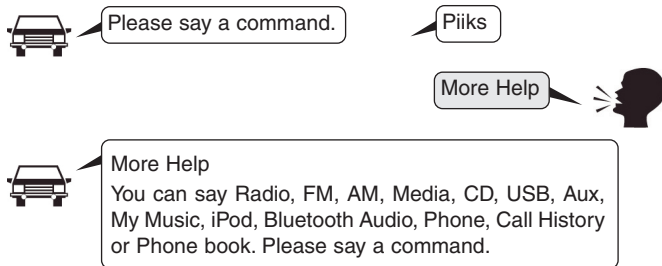 Please say a command.
Piiks
More Help
More Help
You can say Radio, FM, AM, Media, CD, USB, Aux,
My Music, iPod, Bluetooth Audio, Phone, Call History
or Phone book. Please say a command.